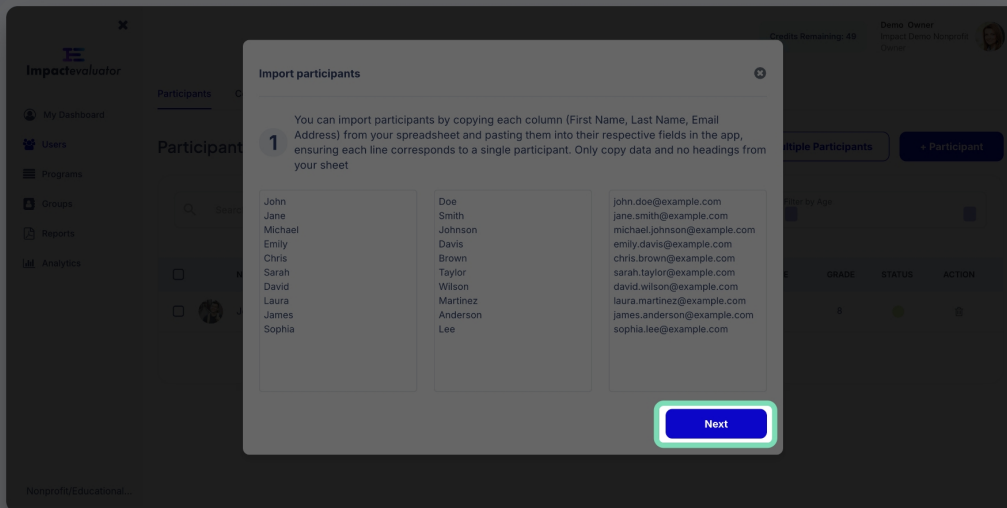 Credits Remaining: 49
Demo Owner
Impact Demo Nonprofit
Owner
Impactevaluator
My Dashboard
Users
Programs
Groups
Reports
Analytics
Nonprofit/Educational...
Participants
Participant
ltiple Participants
+ Participant
Filter by Age
GRADE
STATUS
ACTION
Import participants
1
You can import participants by copying each column (First Name, Last Name, Email
Address) from your spreadsheet and pasting them into their respective fields in the app,
ensuring each line corresponds to a single participant. Only copy data and no headings from
your sheet
John
Jane
Michael
Emily
Chris
Sarah
David
Laura
James
Sophia
Doe
Smith
Johnson
Davis
Brown
Taylor
Wilson
Martinez
Anderson
Lee
john.doe@example.com
jane.smith@example.com
michael.johnson@example.com
emily.davis@example.com
chris.brown@example.com
sarah.taylor@example.com
david.wilson@example.com
laura.martinez@example.com
james.anderson@example.com
sophia.lee@example.com
Next